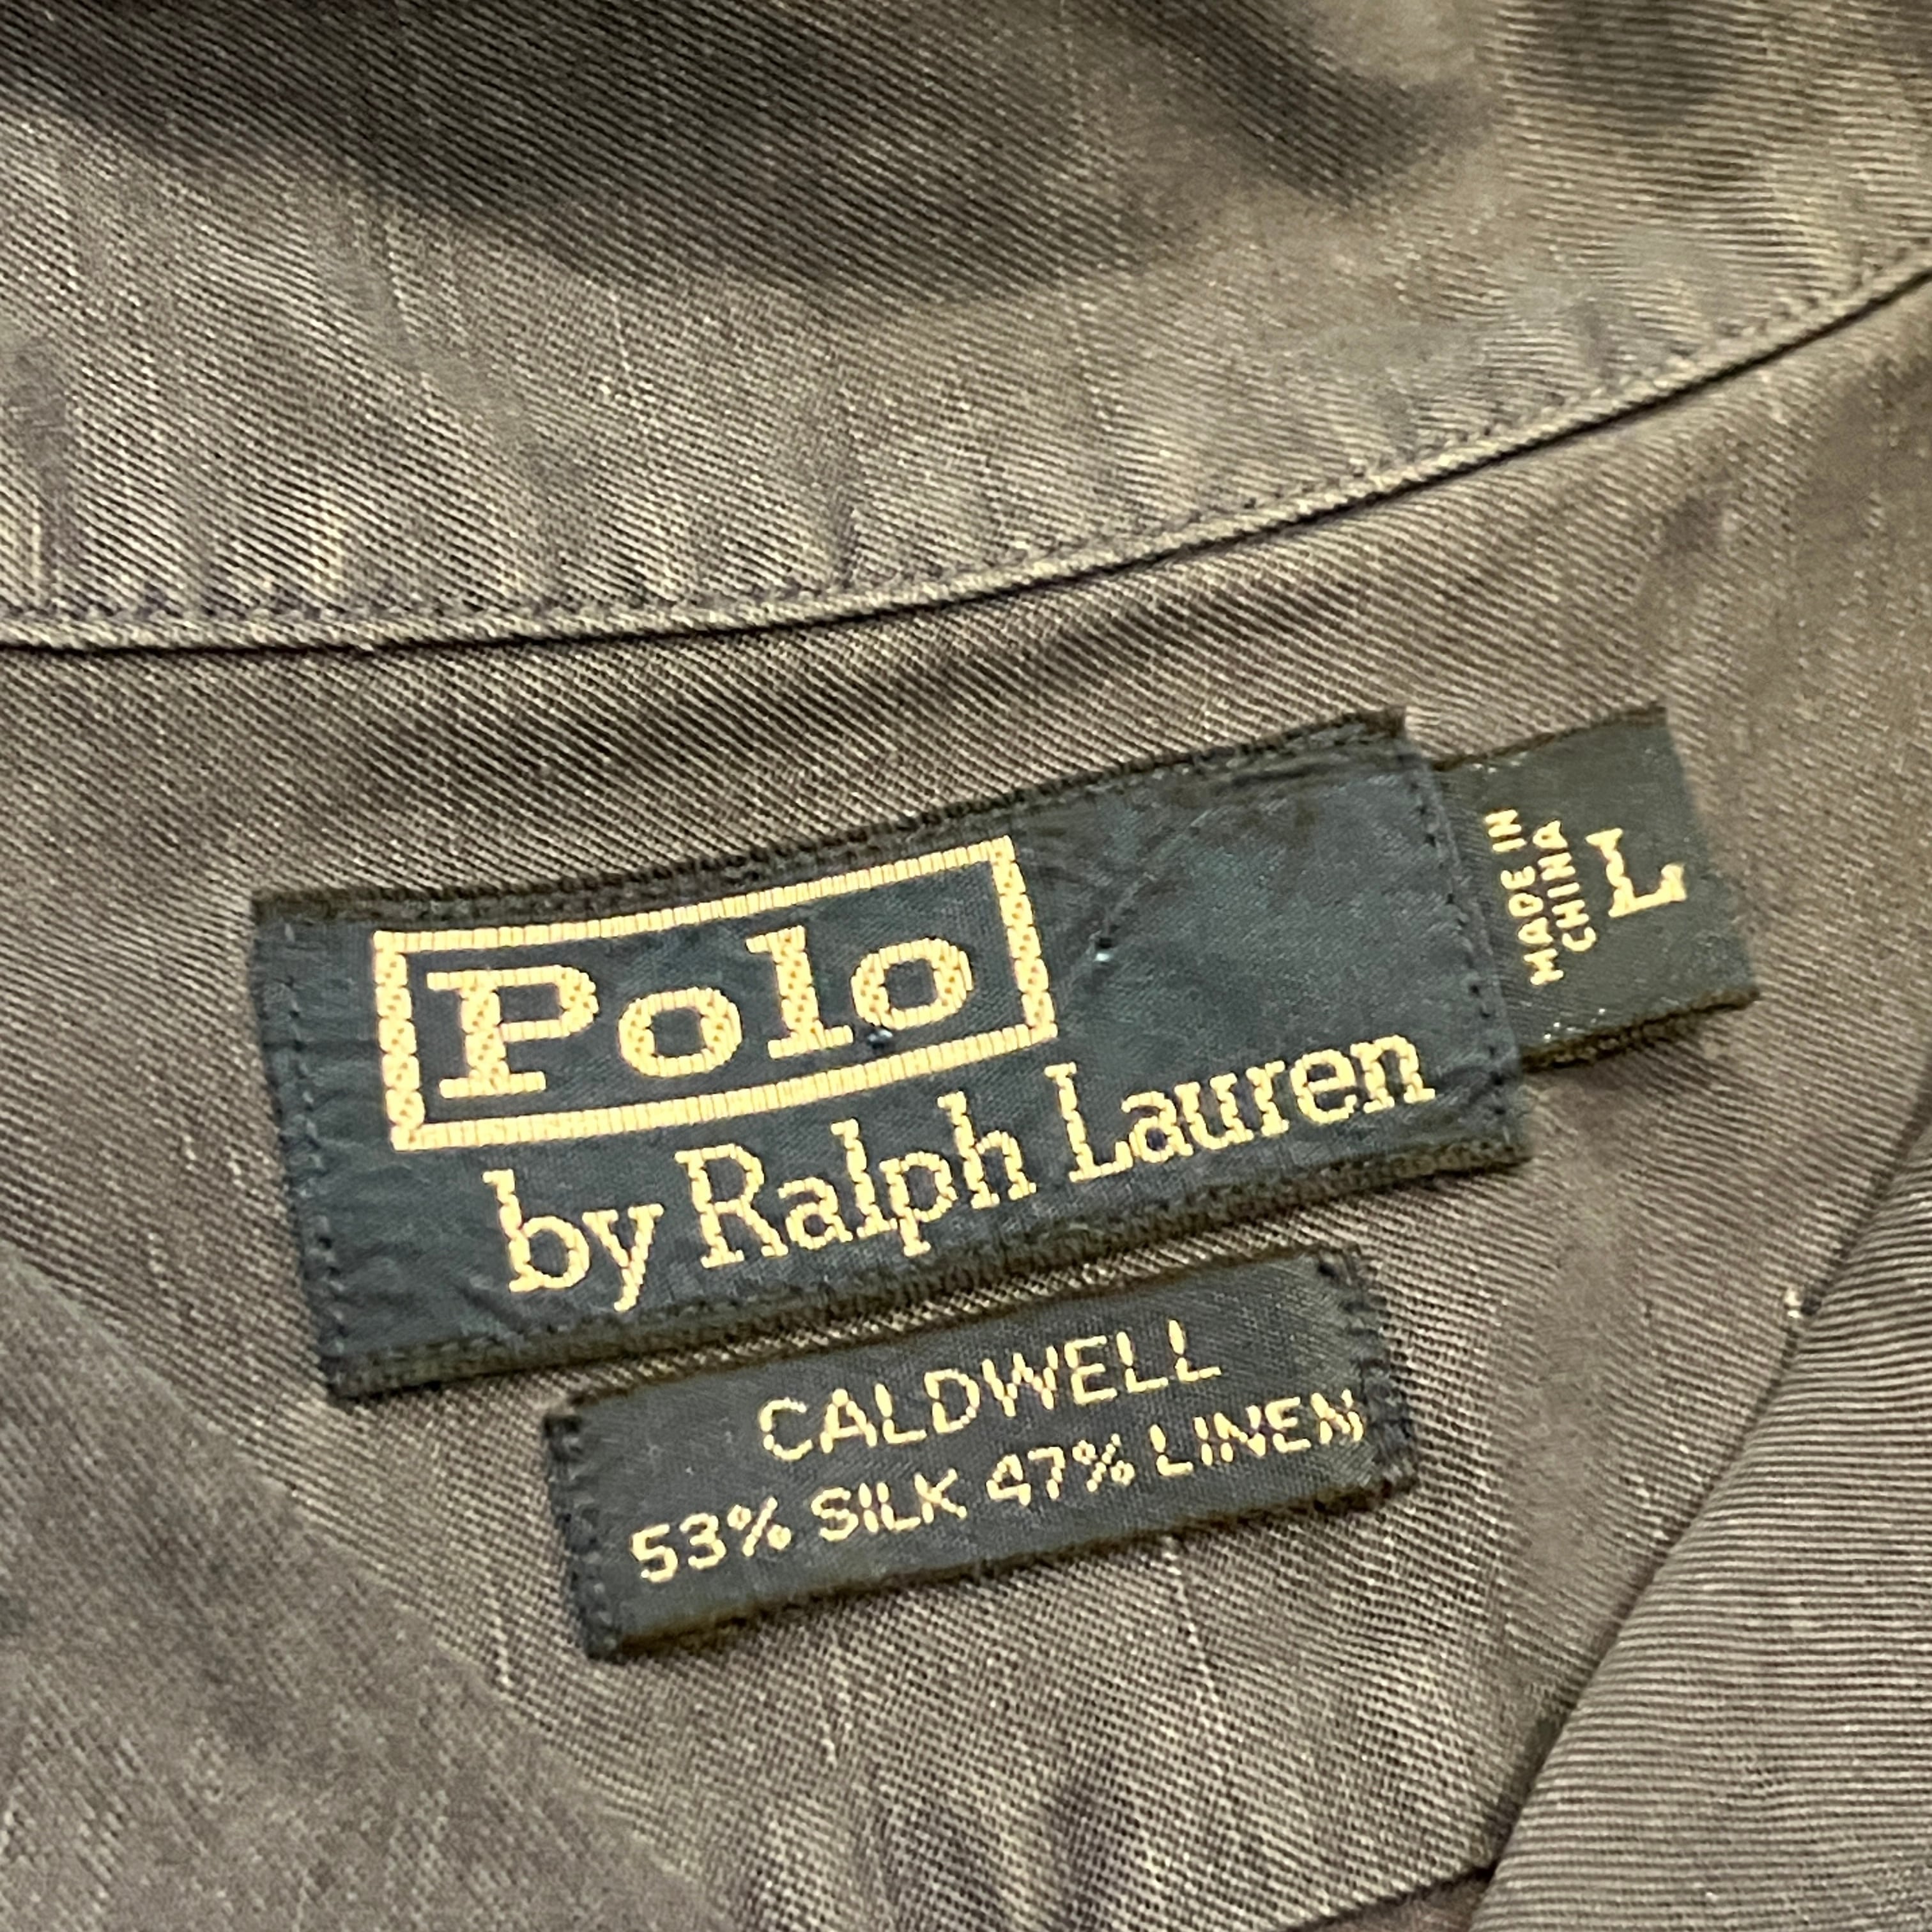 Polo
by Ralph Lauren
MADE IN
CHINA
L
CALDWELL
53% SILK 47% LINEN